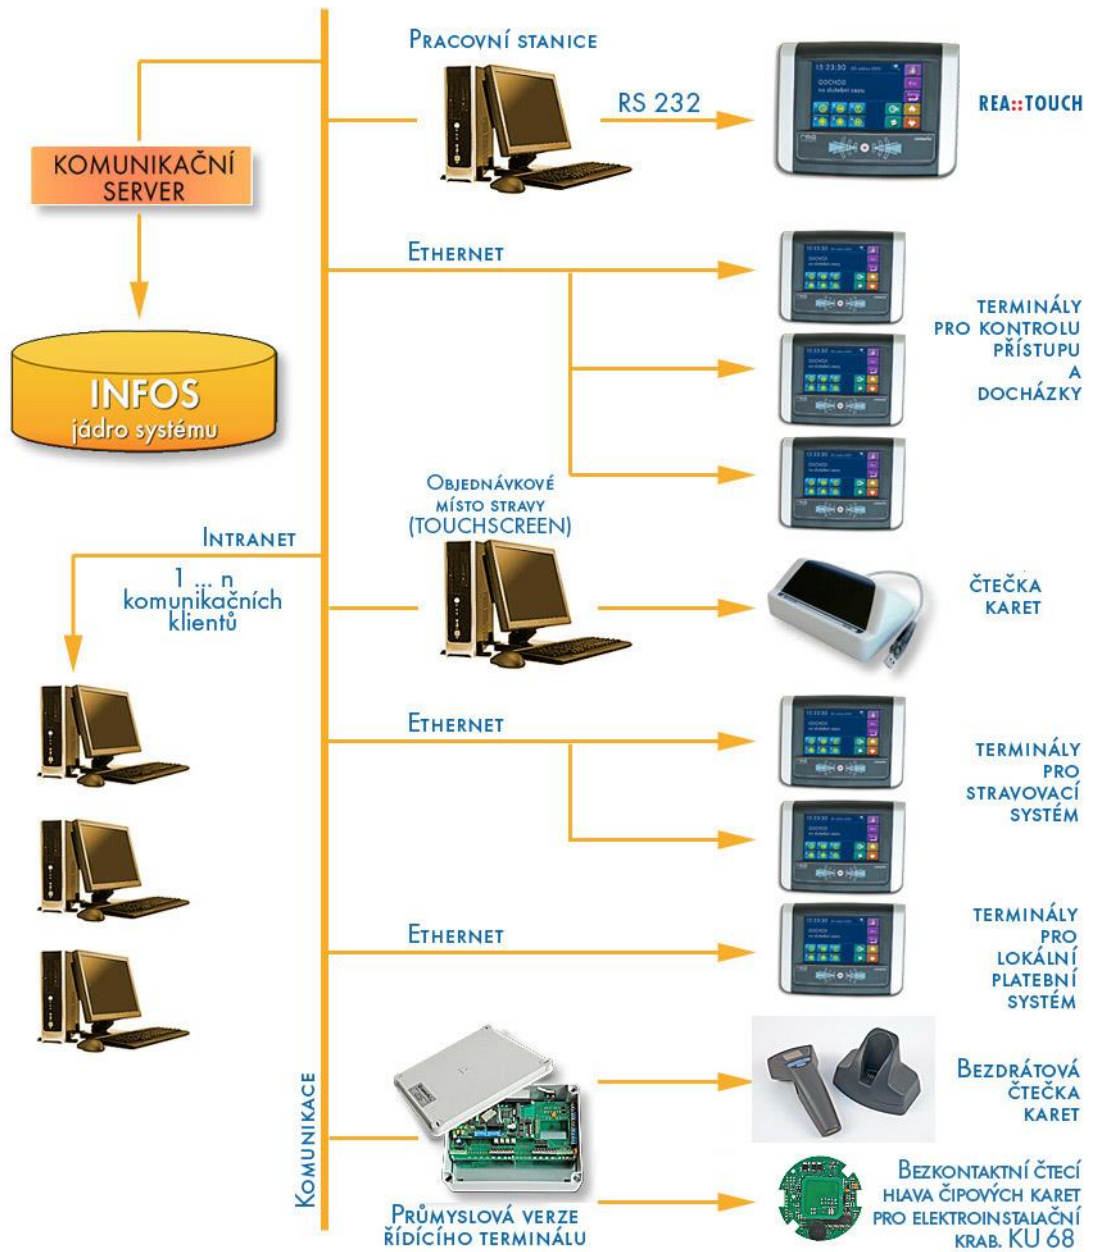 PRACOVNÍ STANICE
RS 232
REA::TOUCH
KOMUNIKAČNÍ
SERVER
INFOS
jádro systému
ETHERNET
TERMINÁLY
PRO KONTROLU
PŘÍSTUPU
A
DOCHÁZKY
OBJEDNÁVKOVÉ
MÍSTO STRAVY
(TOUCHSCREEN)
INTRANET
1 ... n
komunikačních
klientů
ČTEČKA
KARET
ETHERNET
TERMINÁLY
PRO
STRAVOVACÍ
SYSTÉM
ETHERNET
TERMINÁLY
PRO
LOKÁLNÍ
PLATEBNÍ
SYSTÉM
KOMUNIKACE
BEZDRÁTOVÁ
ČTEČKA
KARET
PRŮMYSLOVÁ VERZE
ŘÍDÍCÍHO TERMINÁLU
BEZKONTAKTNÍ ČTECÍ
HLAVA ČIPOVÝCH KARET
PRO ELEKTROINSTALAČNÍ
KRAB. KU 68